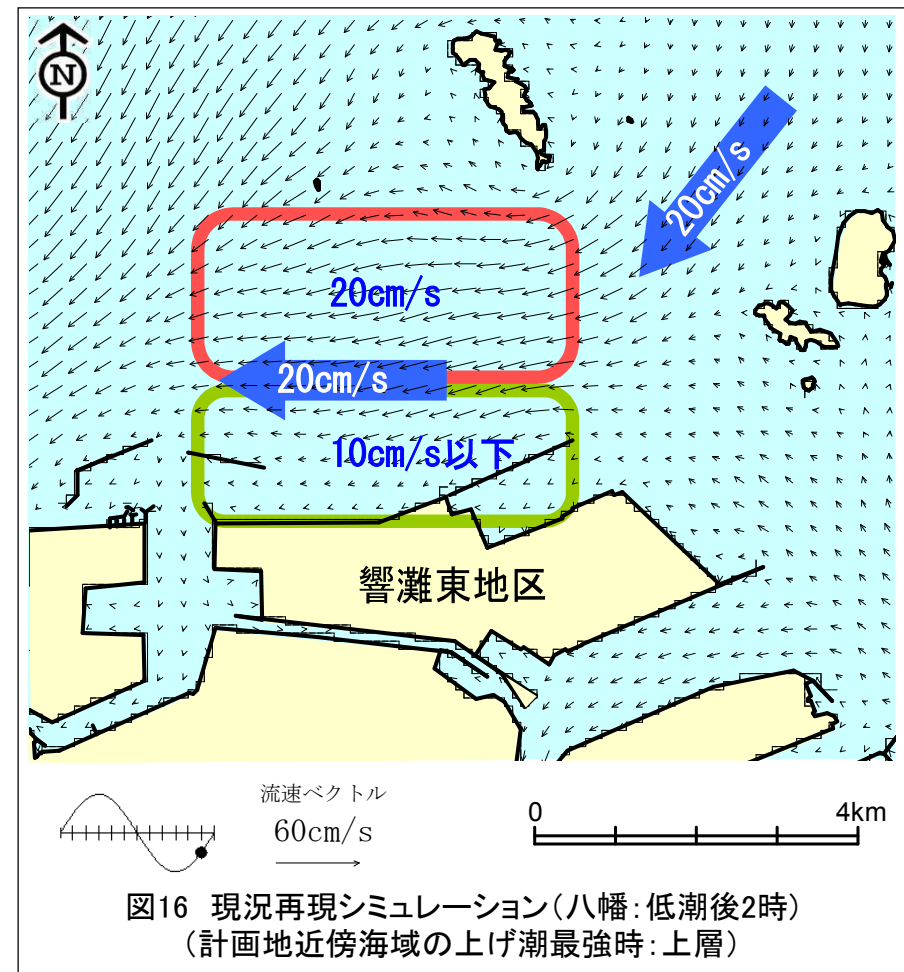 N
20cm/s
20cm/s
20cm/s
10cm/s以下
響灘東地区
流速ベクトル
60cm/s
0 4km
図16 現況再現シミュレーション(八幡:低潮後2時)
(計画地近傍海域の上げ潮最強時:上層)